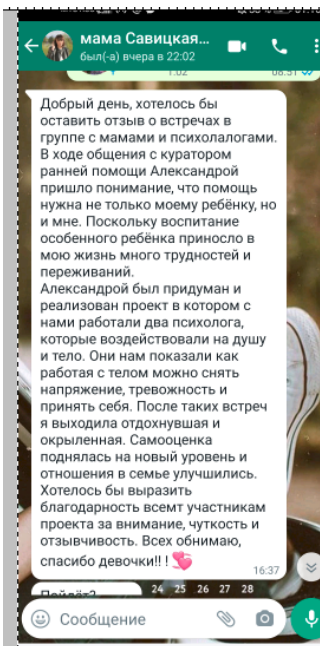 мама Савицкая...
был(-а) вчера в 22:02
1:02
08:51
Добрый день, хотелось бы
оставить отзыв о встречах в
группе с мамами и психолалогами.
В ходе общения с куратором
ранней помощи Александрой
пришло понимание, что помощь
нужна не только моему ребёнку, но
и мне. Поскольку воспитание
особенного ребёнка приносло в
мою жизнь много трудностей и
переживаний.
Александрой был придуман и
реализован проект в котором с
нами работали два психолога,
которые воздействовали на душу
и тело. Они нам показали как
работая с телом можно снять
напряжение, тревожность и
принять себя. После таких встреч
я выходила отдохнувшая и
окрыленная. Самооценка
поднялась на новый уровень и
отношения в семье улучшились.
Хотелось бы выразить
благодарность всемт участникам
проекта за внимание, чуткость и
отзывчивость. Всех обнимаю,
спасибо девочки!! !
16:37
24 25 26 27 28
Сообщение